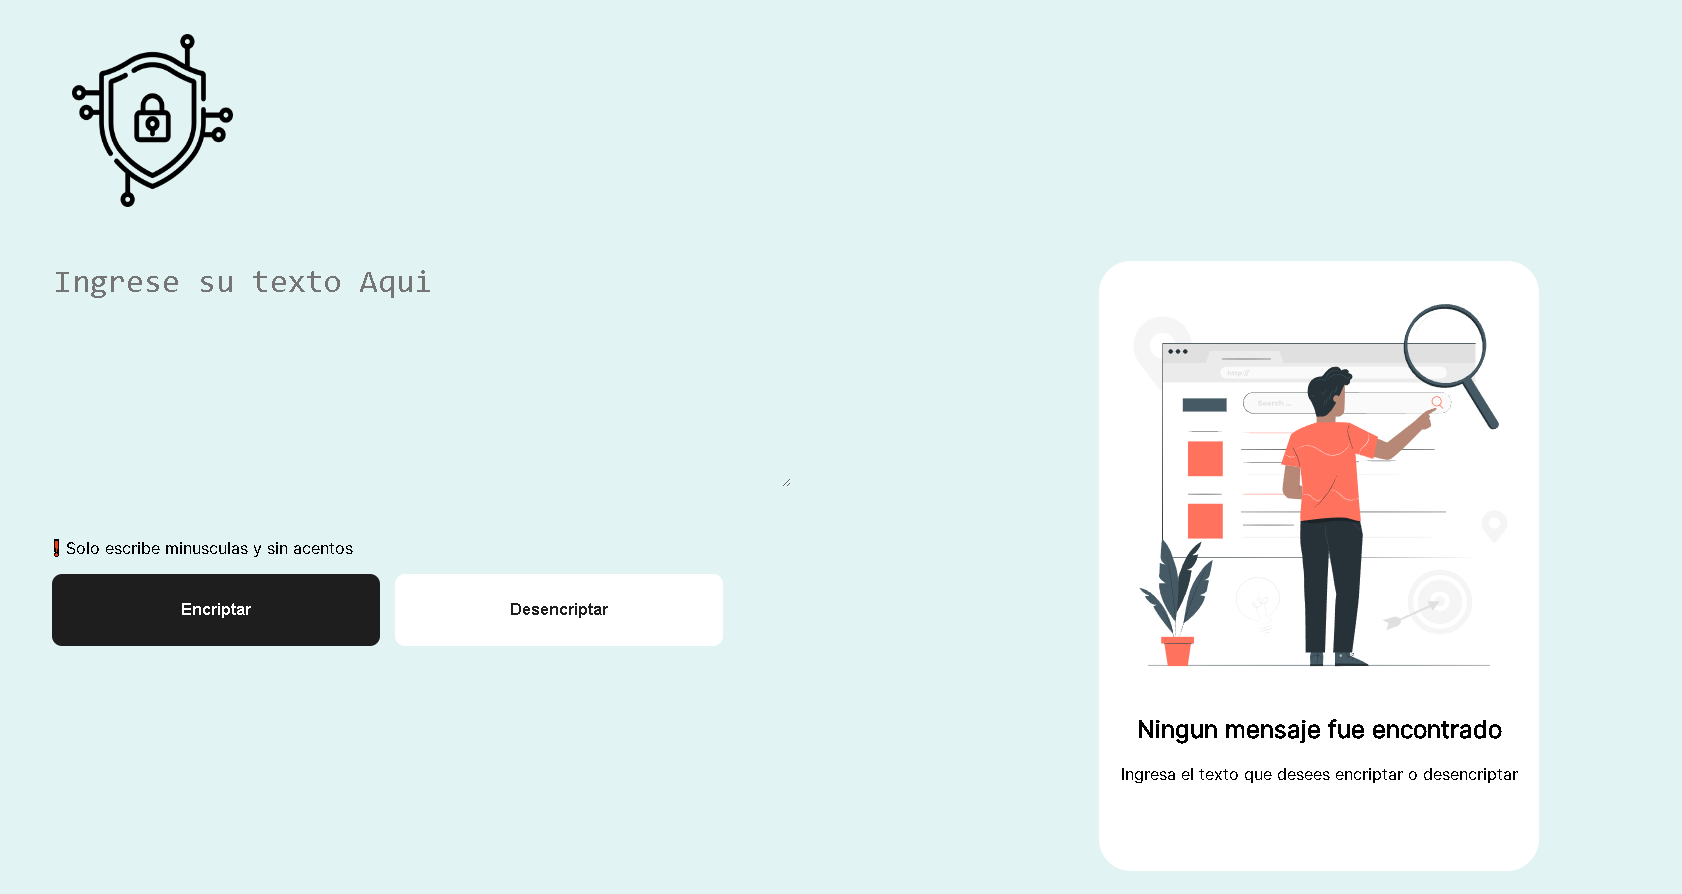 Ingrese su texto Aqui
❗ Solo escribe minusculas y sin acentos
Encriptar
Desencriptar
http://
Search ...
Ningun mensaje fue encontrado
Ingresa el texto que desees encriptar o desencriptar